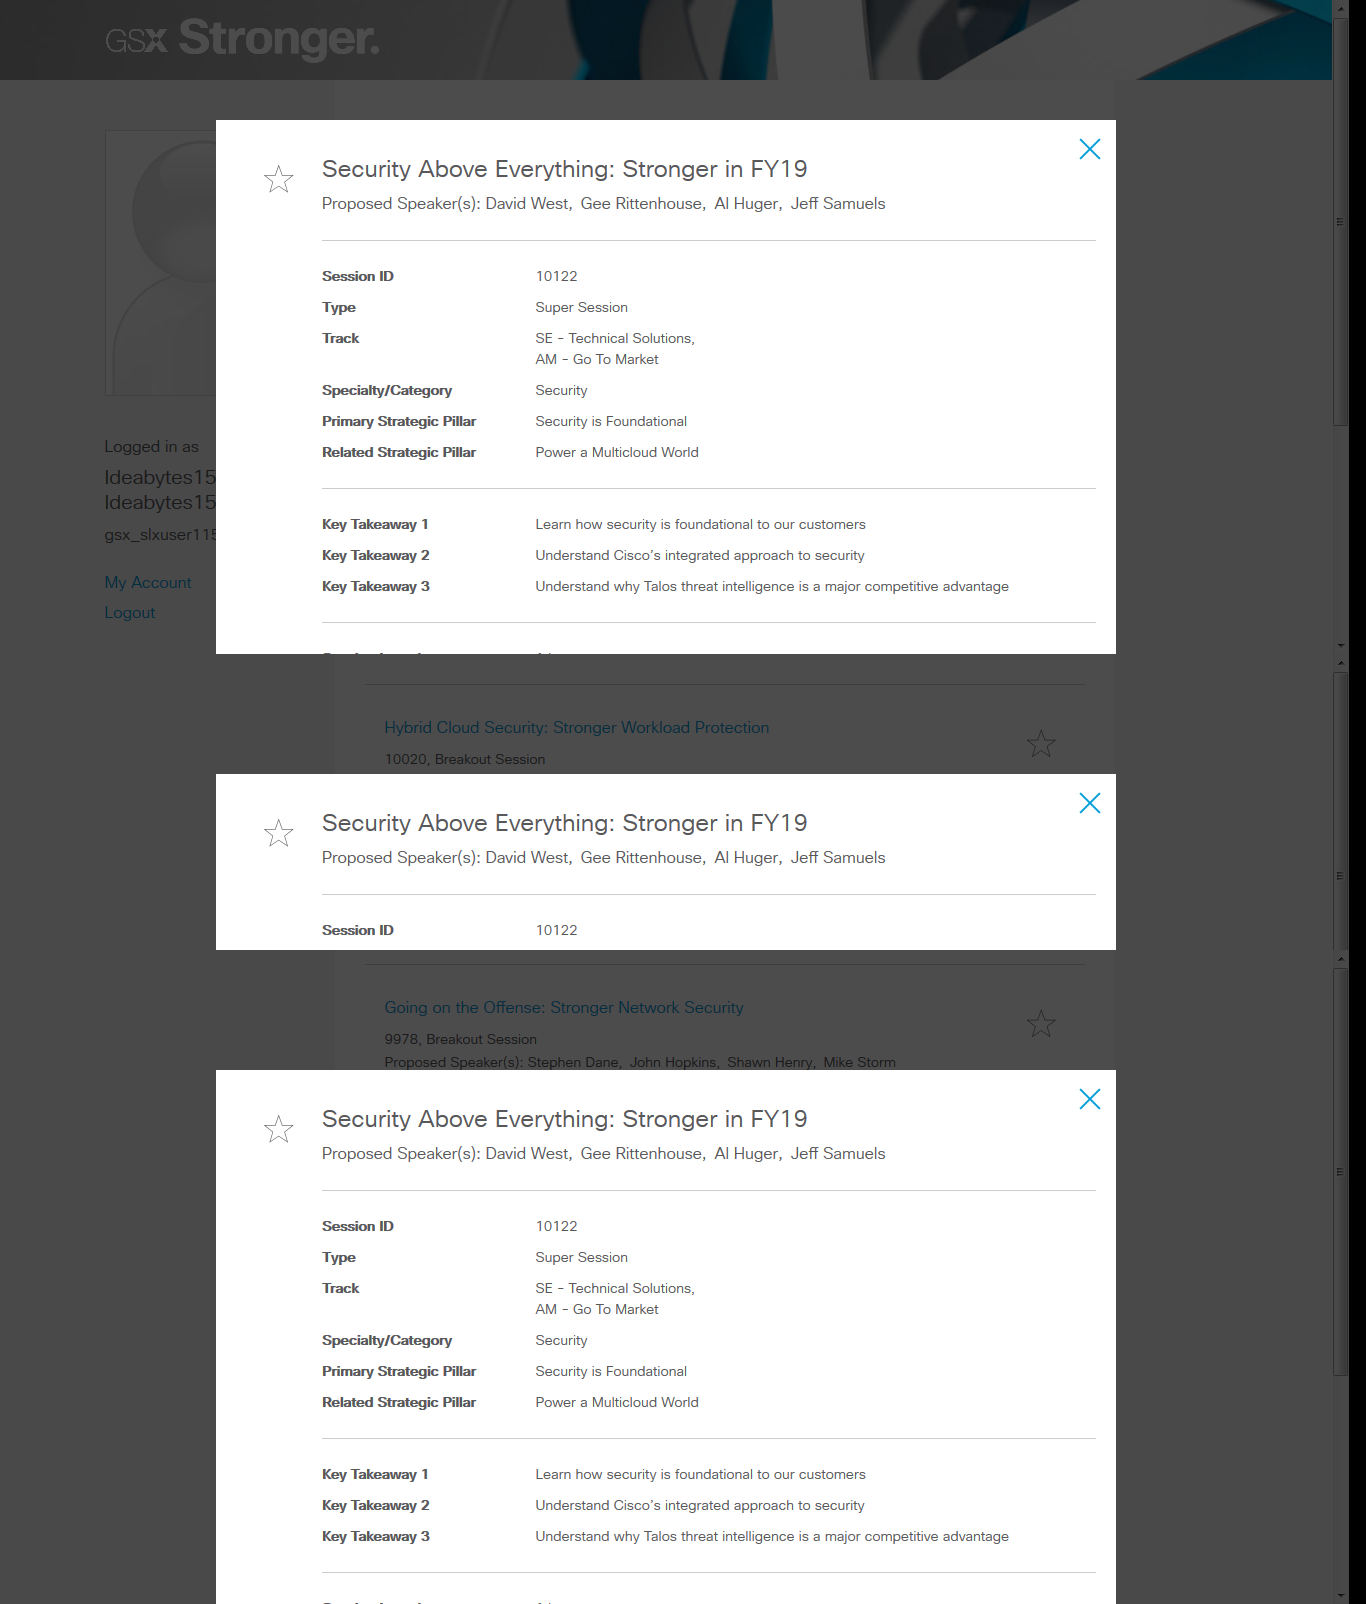 GSX Stronger.
Security Above Everything: Stronger in FY19
Proposed Speaker(s): David West, Gee Rittenhouse, Al Huger, Jeff Samuels
Session ID 10122
Type Super Session
Track SE - Technical Solutions,
AM - Go To Market
Specialty/Category Security
Primary Strategic Pillar Security is Foundational
Related Strategic Pillar Power a Multicloud World
Key Takeaway 1 Learn how security is foundational to our customers
Key Takeaway 2 Understand Cisco's integrated approach to security
Key Takeaway 3 Understand why Talos threat intelligence is a major competitive advantage
Logged in as
Ideabytes15
Ideabytes15
gsx_slxuser115
My Account
Logout
Hybrid Cloud Security: Stronger Workload Protection
10020, Breakout Session
Security Above Everything: Stronger in FY19
Proposed Speaker(s): David West, Gee Rittenhouse, Al Huger, Jeff Samuels
Session ID 10122
Going on the Offense: Stronger Network Security
9978, Breakout Session
Proposed Speaker(s): Stephen Dane, John Hopkins, Shawn Henry, Mike Storm
Security Above Everything: Stronger in FY19
Proposed Speaker(s): David West, Gee Rittenhouse, Al Huger, Jeff Samuels
Session ID 10122
Type Super Session
Track SE - Technical Solutions,
AM - Go To Market
Specialty/Category Security
Primary Strategic Pillar Security is Foundational
Related Strategic Pillar Power a Multicloud World
Key Takeaway 1 Learn how security is foundational to our customers
Key Takeaway 2 Understand Cisco's integrated approach to security
Key Takeaway 3 Understand why Talos threat intelligence is a major competitive advantage